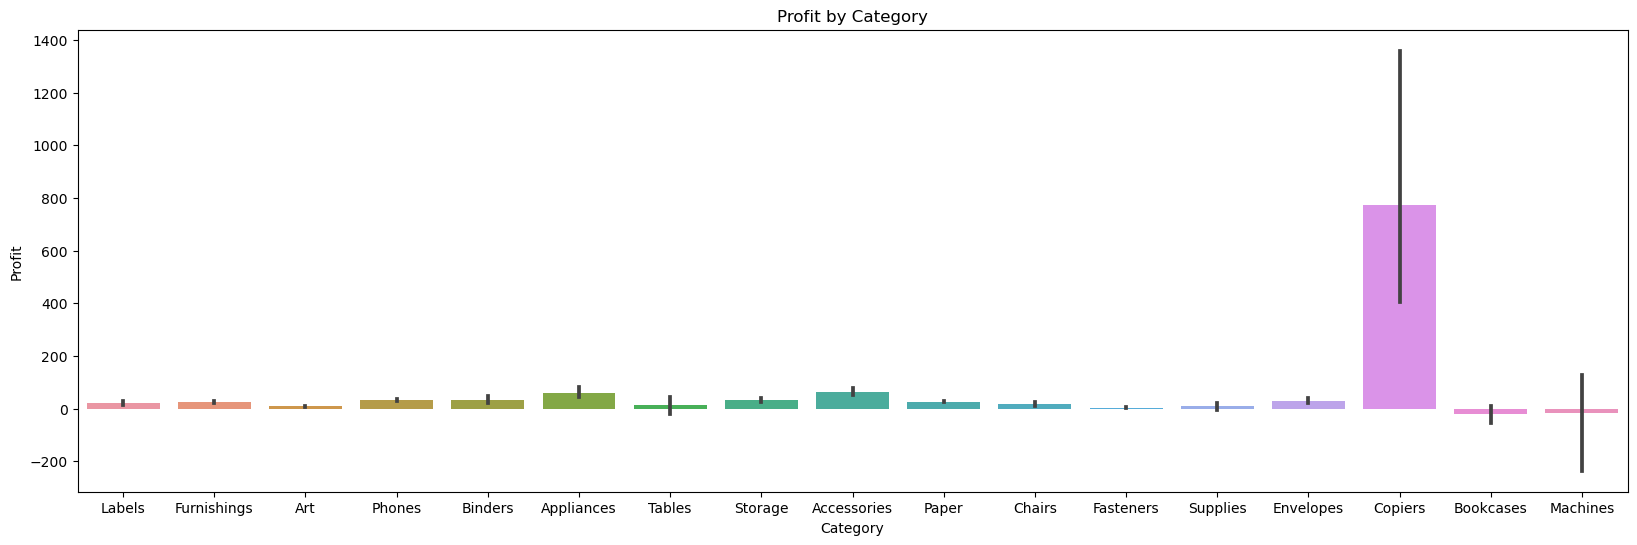 Profit by Category
1400
1200
1000
800
600
400
200
0
−200
Profit
Labels Furnishings Art Phones Binders Appliances Tables Storage Accessories Paper Chairs Fasteners Supplies Envelopes Copiers Bookcases Machines
Category